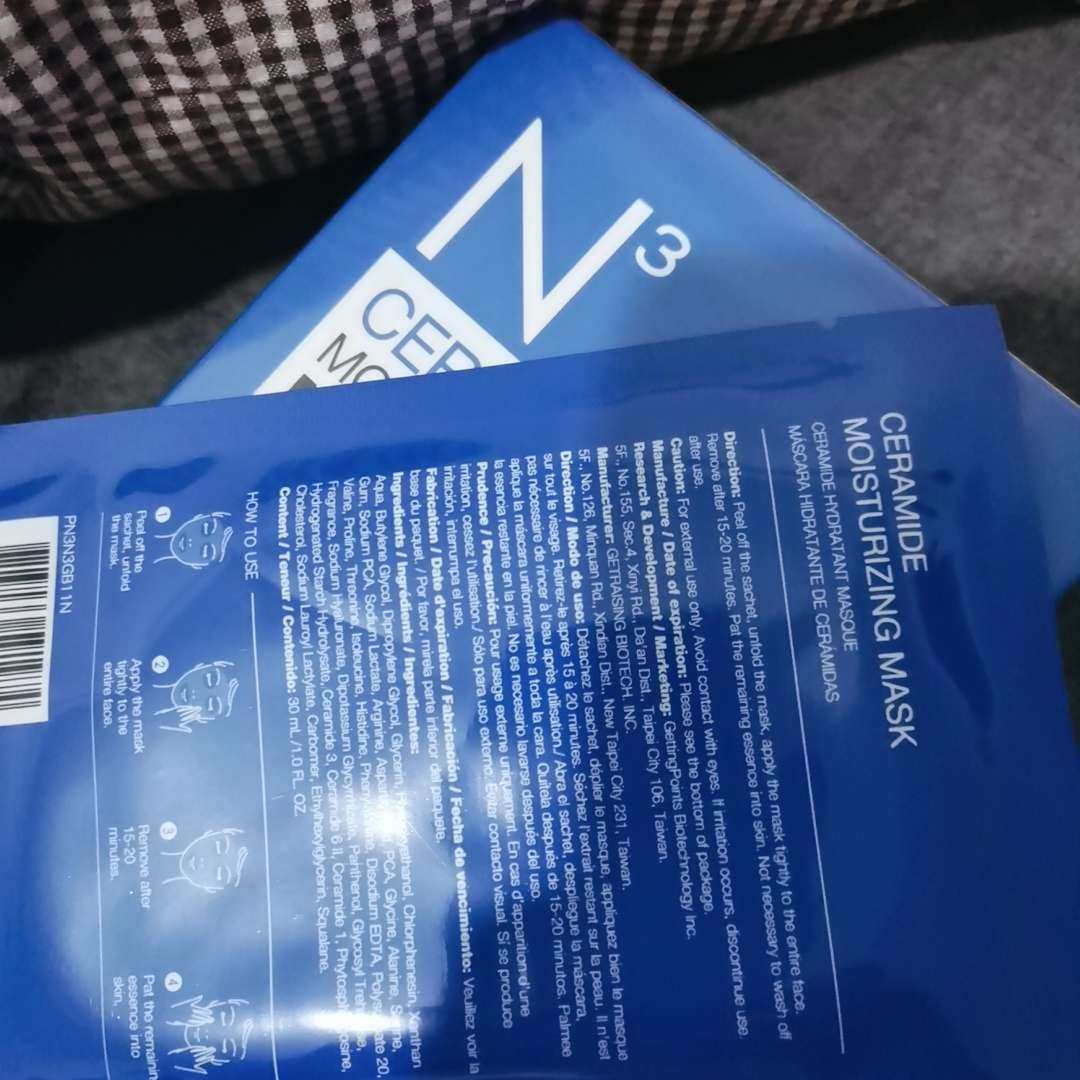 N³
CER
MO
CERAMIDE
MOISTURIZING MASK
CERAMIDE HYDRATANT MASQUE
MÁSCARA HIDRATANTE DE CERAMIDAS
Direction: Peel off the sachet, unfold the mask, apply the mask tightly to the entire face.
Remove after 15-20 minutes. Pat the remaining essence into skin. Not necessary to wash off
after use.
Caution: For external use only. Avoid contact with eyes. If irritation occurs, discontinue use.
Manufacture / Date of expiration: Please see the bottom of package.
Research & Development / Marketing: GettingPoints Biotechnology Inc.
5F., No.155, Sec.4, Xinyi Rd., Da'an Dist., Taipei City 106, Taiwan.
Manufacturer: GETRAISING BIOTECH. INC.
5F., No.126, Minquan Rd., Xindian Dist., New Taipei City 231, Taiwan.
Direction / Modo de uso: Détachez le sachet, déplier le masque, appliquez bien le masque
sur tout le visage. Retirez-le après 15 à 20 minutes. Séchez l'extrait restant sur la peau. Il n'est
pas nécessaire de rincer à l'eau après utilisation / Abra el sachet, despliegue la máscara,
aplique la máscara uniformemente a toda la cara. Quítela después de 15-20 minutos. Palmee
la esencia restante en la piel. No es necesario lavarse después del uso.
Prudence / Precaución: Pour usage externe uniquement. En cas d'apparition d'une
irritation, cessez l'utilisation / Sólo para uso externo. Evitar contacto visual. Si se produce
irritación, interrumpa el uso.
Fabrication / Date d'expiration / Fabricación / Fecha de vencimiento: Veuillez voir la
base du paquet / Por favor, mirela parte inferior del paquete.
Ingredients / Ingrédients / Ingredientes:
Aqua, Butylene Glycol, Dipropylene Glycol, Glycerin, Phenoxyethanol, Chlorphenesin, Xanthan
Gum, Sodium PCA, Sodium Lactate, Arginine, Aspartic PCA, Glycine, Alanine,
Valine, Proline, Threonine, Isoleucine, Histidine, Disodium EDTA, 20,
Fragrance, Sodium Hyaluronate, Dipotassium Glycyrrhizate, Panthenol, Glycosyl
Hydrogenated Starch Hydrolysate, Ceramide 3, Ceramide 6 II, Ceramide 1,
Cholesterol, Sodium Lauroyl Lactylate, Carbomer, Ethylhexylglycerin, Squalane.
Content / Teneur / Contenido: 30 mL / 1.0 FL. OZ.
HOW TO USE
1
Peel off the
sachet, unfold
the mask.
2
Apply the mask
tightly to the
entire face.
3
Remove after
15-20
minutes.
4
Pat the remainin
essence into
skin.
PN3N3GB11N